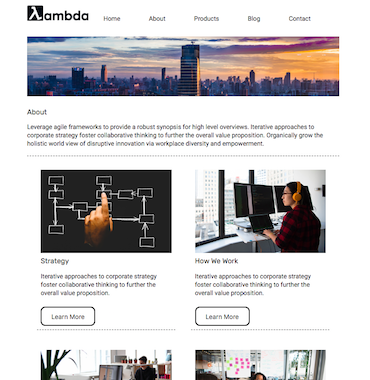 λambda
Home About Products Blog Contact
About
Leverage agile frameworks to provide a robust synopsis for high level overviews. Iterative approaches to
corporate strategy foster collaborative thinking to further the overall value proposition. Organically grow the
holistic world view of disruptive innovation via workplace diversity and empowerment.
Strategy
Iterative approaches to corporate strategy
foster collaborative thinking to further the
overall value proposition.
Learn More
How We Work
Iterative approaches to corporate strategy
foster collaborative thinking to further the
overall value proposition.
Learn More